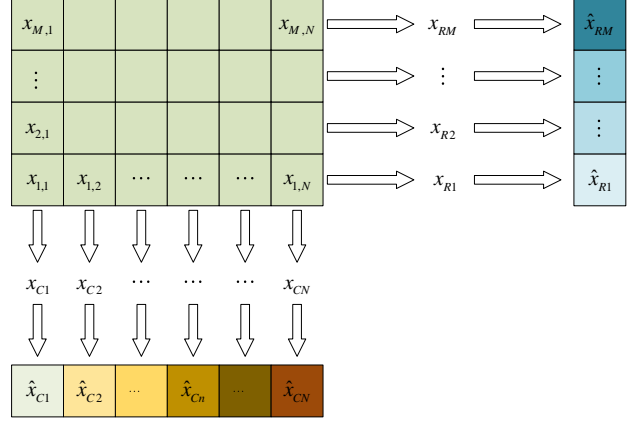 x_{M,1} x_{M,N} x_{RM} x̂_{RM}
⋮ ⋮ ⋮
x_{2,1} x_{R2} ⋮
x_{1,1} x_{1,2} ⋯ ⋯ ⋯ x_{1,N} x_{R1} x̂_{R1}
x_{C1} x_{C2} ⋯ ⋯ ⋯ x_{CN}
x̂_{C1} x̂_{C2} ... x̂_{Cn} ... x̂_{CN}